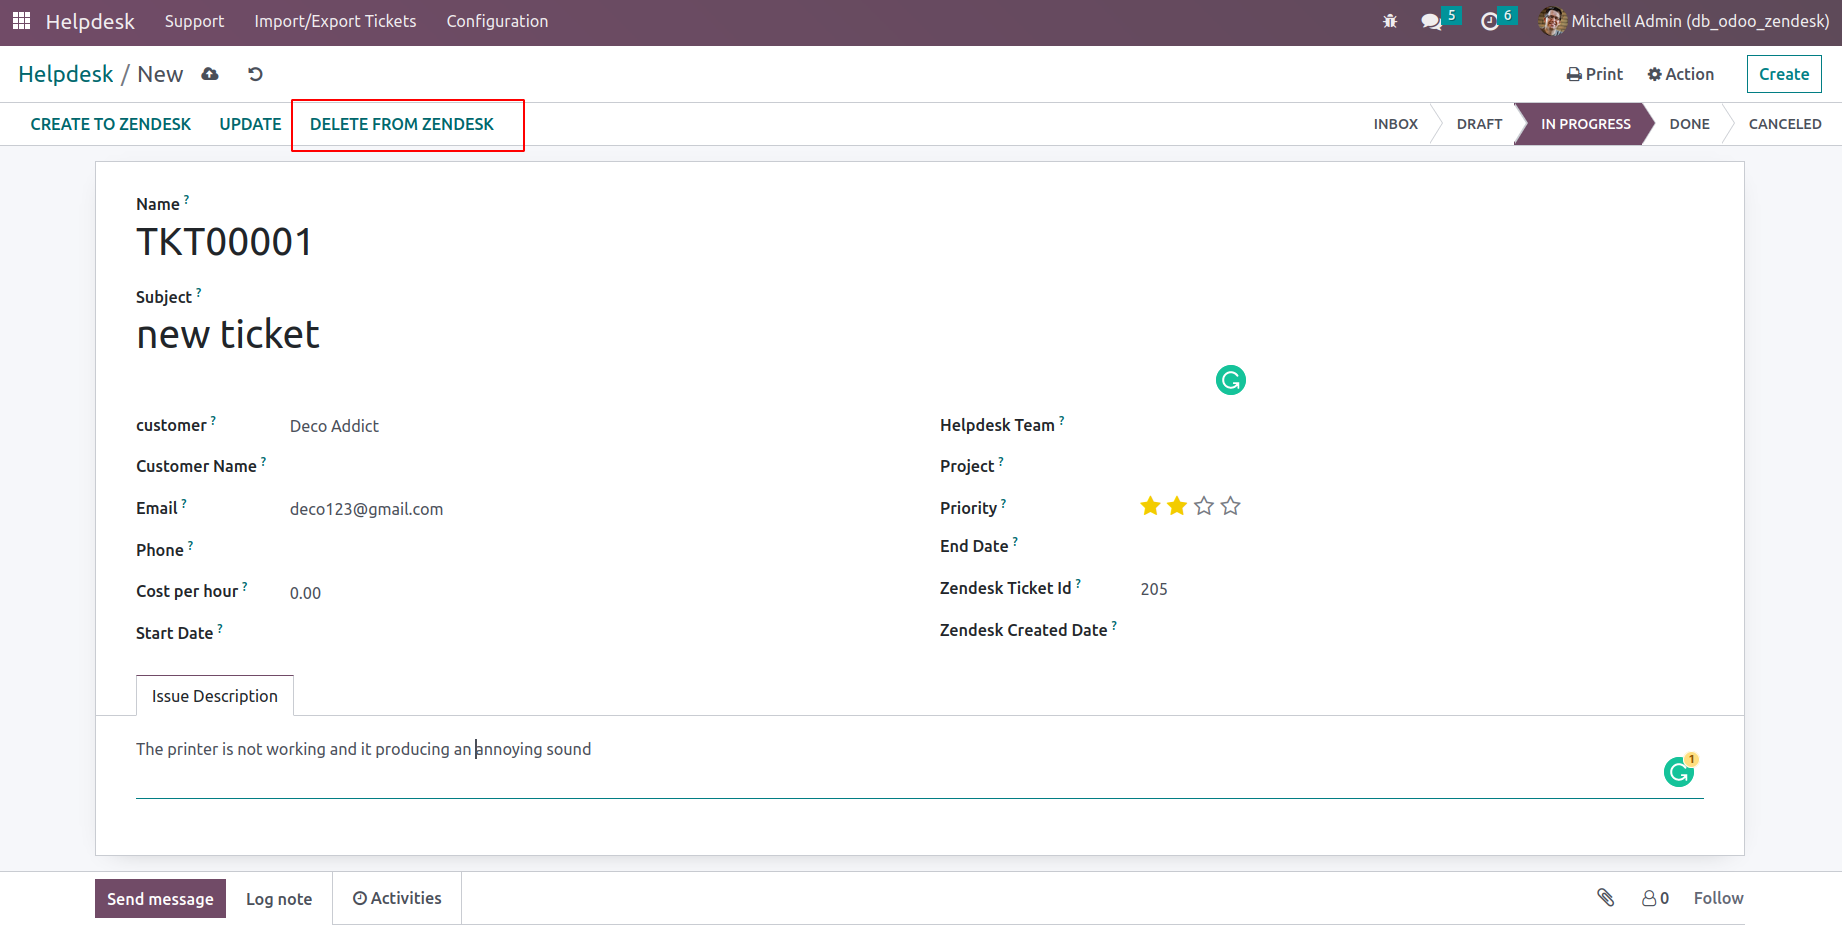 Helpdesk Support Import/Export Tickets Configuration 5 6 Mitchell Admin (db_odoo_zendesk)
Helpdesk / New Print Action Create
CREATE TO ZENDESK UPDATE DELETE FROM ZENDESK INBOX DRAFT IN PROGRESS DONE CANCELED
Name ?
TKT00001
Subject ?
new ticket
customer ? Deco Addict Helpdesk Team ?
Customer Name ? Project ?
Email ? deco123@gmail.com Priority ?
Phone ? End Date ?
Cost per hour ? 0.00 Zendesk Ticket Id ? 205
Start Date ? Zendesk Created Date ?
Issue Description
The printer is not working and it producing an annoying sound
1
Send message Log note Activities 0 Follow